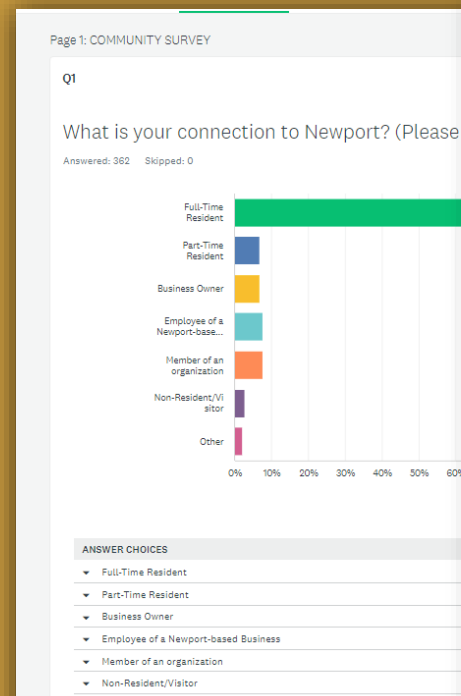 Page 1: COMMUNITY SURVEY
Q1
What is your connection to Newport? (Please
Answered: 362 Skipped: 0
Full-Time
Resident
Part-Time
Resident
Business Owner
Employee of a
Newport-base...
Member of an
organization
Non-Resident/Vi
sitor
Other
0% 10% 20% 30% 40% 50% 60%
ANSWER CHOICES
Full-Time Resident
Part-Time Resident
Business Owner
Employee of a Newport-based Business
Member of an organization
Non-Resident/Visitor